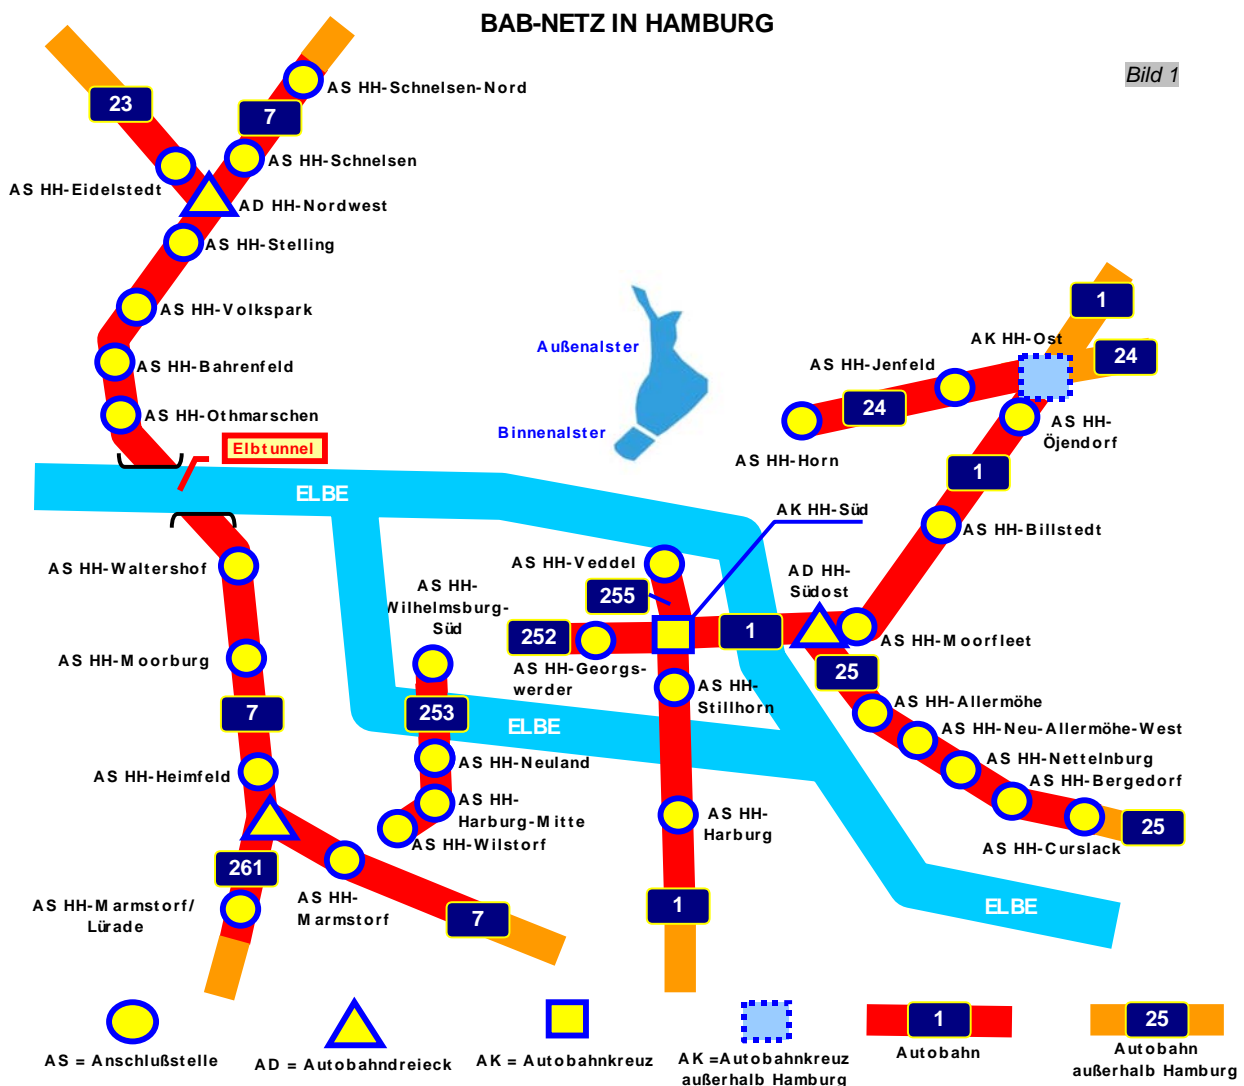 BAB-NETZ IN HAMBURG
Bild 1
23
7
AS HH-Schnelsen-Nord
AS HH-Schnelsen
AS HH-Eidelstedt
AD HH-Nordwest
AS HH-Stelling
AS HH-Volkspark
AS HH-Bahrenfeld
AS HH-Othmarschen
Elbtunnel
ELBE
Außenalster
Binnenalster
1
AK HH-Ost
24
AS HH-Jenfeld
24
AS HH-Horn
AS HH-
Öjendorf
1
AS HH-Billstedt
AK HH-Süd
AS HH-Veddel
255
AD HH-
Südost
252
1
AS HH-Moorfleet
AS HH-Georgs-
werder
25
AS HH-Stillhorn
AS HH-Allermöhe
AS HH-Neu-Allermöhe-West
AS HH-Nettelnburg
AS HH-Bergedorf
25
AS HH-Curslack
AS HH-Waltershof
AS HH-Moorburg
7
AS HH-Heimfeld
AS HH-
Wilhelmsburg-
Süd
253
ELBE
AS HH-Neuland
AS HH-
Harburg-Mitte
AS HH-Wilstorf
AS HH-
Harburg
261
AS HH-Marmstorf/
Lürade
AS HH-
Marmstorf
7
1
ELBE
AS = Anschlußstelle
AD = Autobahndreieck
AK = Autobahnkreuz
AK =Autobahnkreuz
außerhalb Hamburg
1
Autobahn
25
Autobahn
außerhalb Hamburg